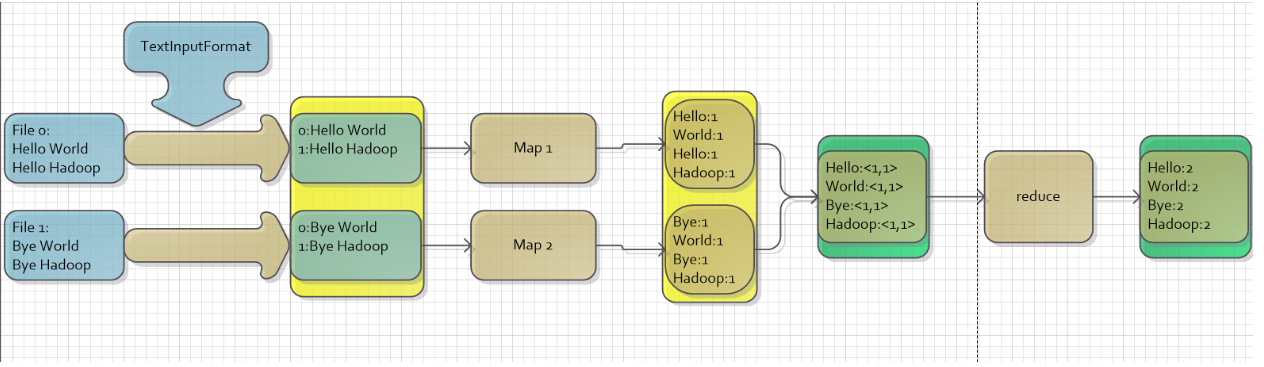 TextInputFormat
File 0:
Hello World
Hello Hadoop
0:Hello World
1:Hello Hadoop
Map 1
Hello:1
World:1
Hello:1
Hadoop:1
File 1:
Bye World
Bye Hadoop
0:Bye World
1:Bye Hadoop
Map 2
Bye:1
World:1
Bye:1
Hadoop:1
Hello:<1,1>
World:<1,1>
Bye:<1,1>
Hadoop:<1,1>
reduce
Hello:2
World:2
Bye:2
Hadoop:2